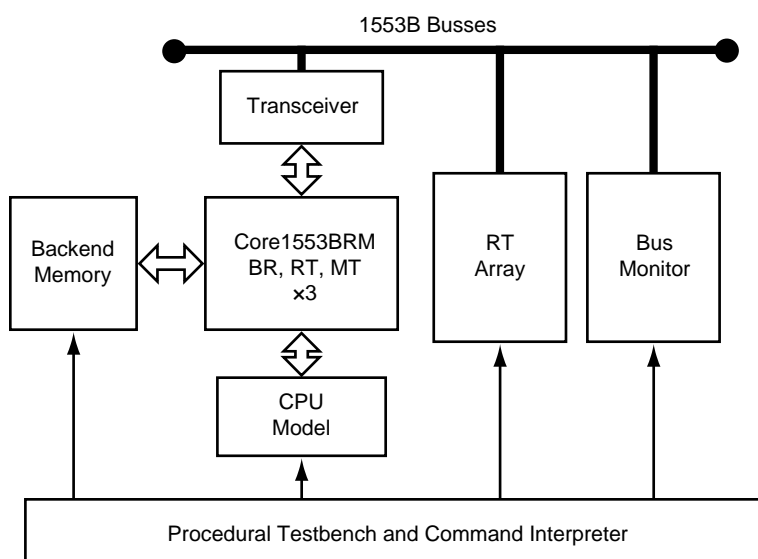 1553B Busses
Transceiver
Backend
Memory
Core1553BRM
BR, RT, MT
×3
RT
Array
Bus
Monitor
CPU
Model
Procedural Testbench and Command Interpreter